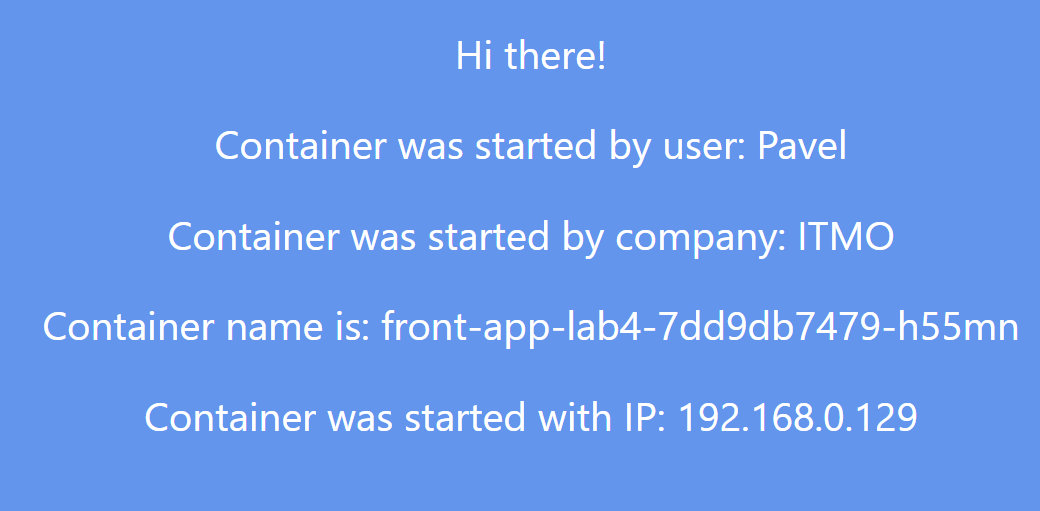 Hi there!
Container was started by user: Pavel
Container was started by company: ITMO
Container name is: front-app-lab4-7dd9db7479-h55mn
Container was started with IP: 192.168.0.129